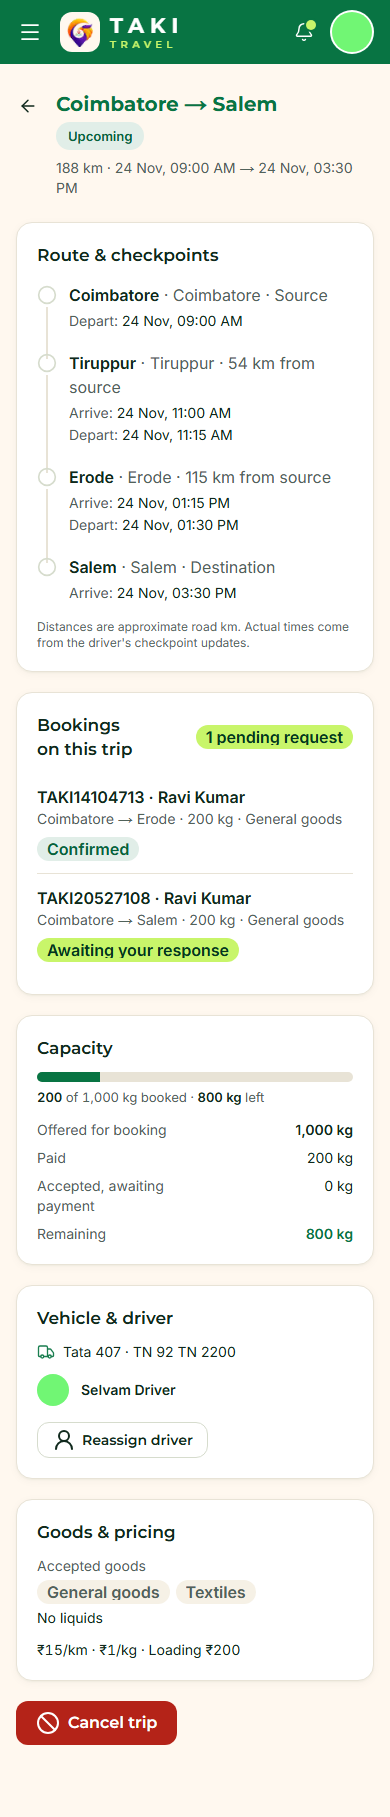 TAKI
TRAVEL
Coimbatore → Salem
Upcoming
188 km · 24 Nov, 09:00 AM → 24 Nov, 03:30
PM
Route & checkpoints
Coimbatore · Coimbatore · Source
Depart: 24 Nov, 09:00 AM
Tiruppur · Tiruppur · 54 km from
source
Arrive: 24 Nov, 11:00 AM
Depart: 24 Nov, 11:15 AM
Erode · Erode · 115 km from source
Arrive: 24 Nov, 01:15 PM
Depart: 24 Nov, 01:30 PM
Salem · Salem · Destination
Arrive: 24 Nov, 03:30 PM
Distances are approximate road km. Actual times come
from the driver's checkpoint updates.
Bookings
on this trip
1 pending request
TAKI14104713 · Ravi Kumar
Coimbatore → Erode · 200 kg · General goods
Confirmed
TAKI20527108 · Ravi Kumar
Coimbatore → Salem · 200 kg · General goods
Awaiting your response
Capacity
200 of 1,000 kg booked · 800 kg left
Offered for booking 1,000 kg
Paid 200 kg
Accepted, awaiting
payment 0 kg
Remaining 800 kg
Vehicle & driver
Tata 407 · TN 92 TN 2200
Selvam Driver
Reassign driver
Goods & pricing
Accepted goods
General goods Textiles
No liquids
₹15/km · ₹1/kg · Loading ₹200
Cancel trip